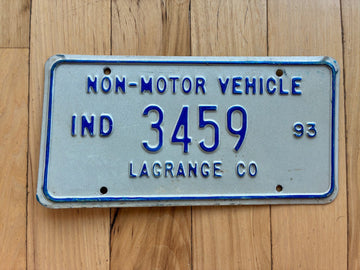 NON-MOTOR VEHICLE
IND 3459 93
LAGRANGE CO